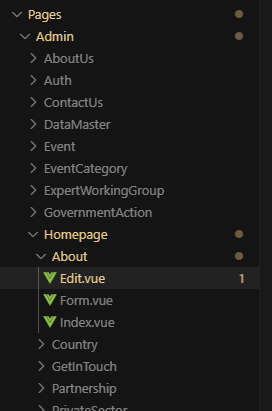 Pages
Admin
AboutUs
Auth
ContactUs
DataMaster
Event
EventCategory
ExpertWorkingGroup
GovernmentAction
Homepage
About
Edit.vue 1
Form.vue
Index.vue
Country
GetInTouch
Partnership
PrivateSector